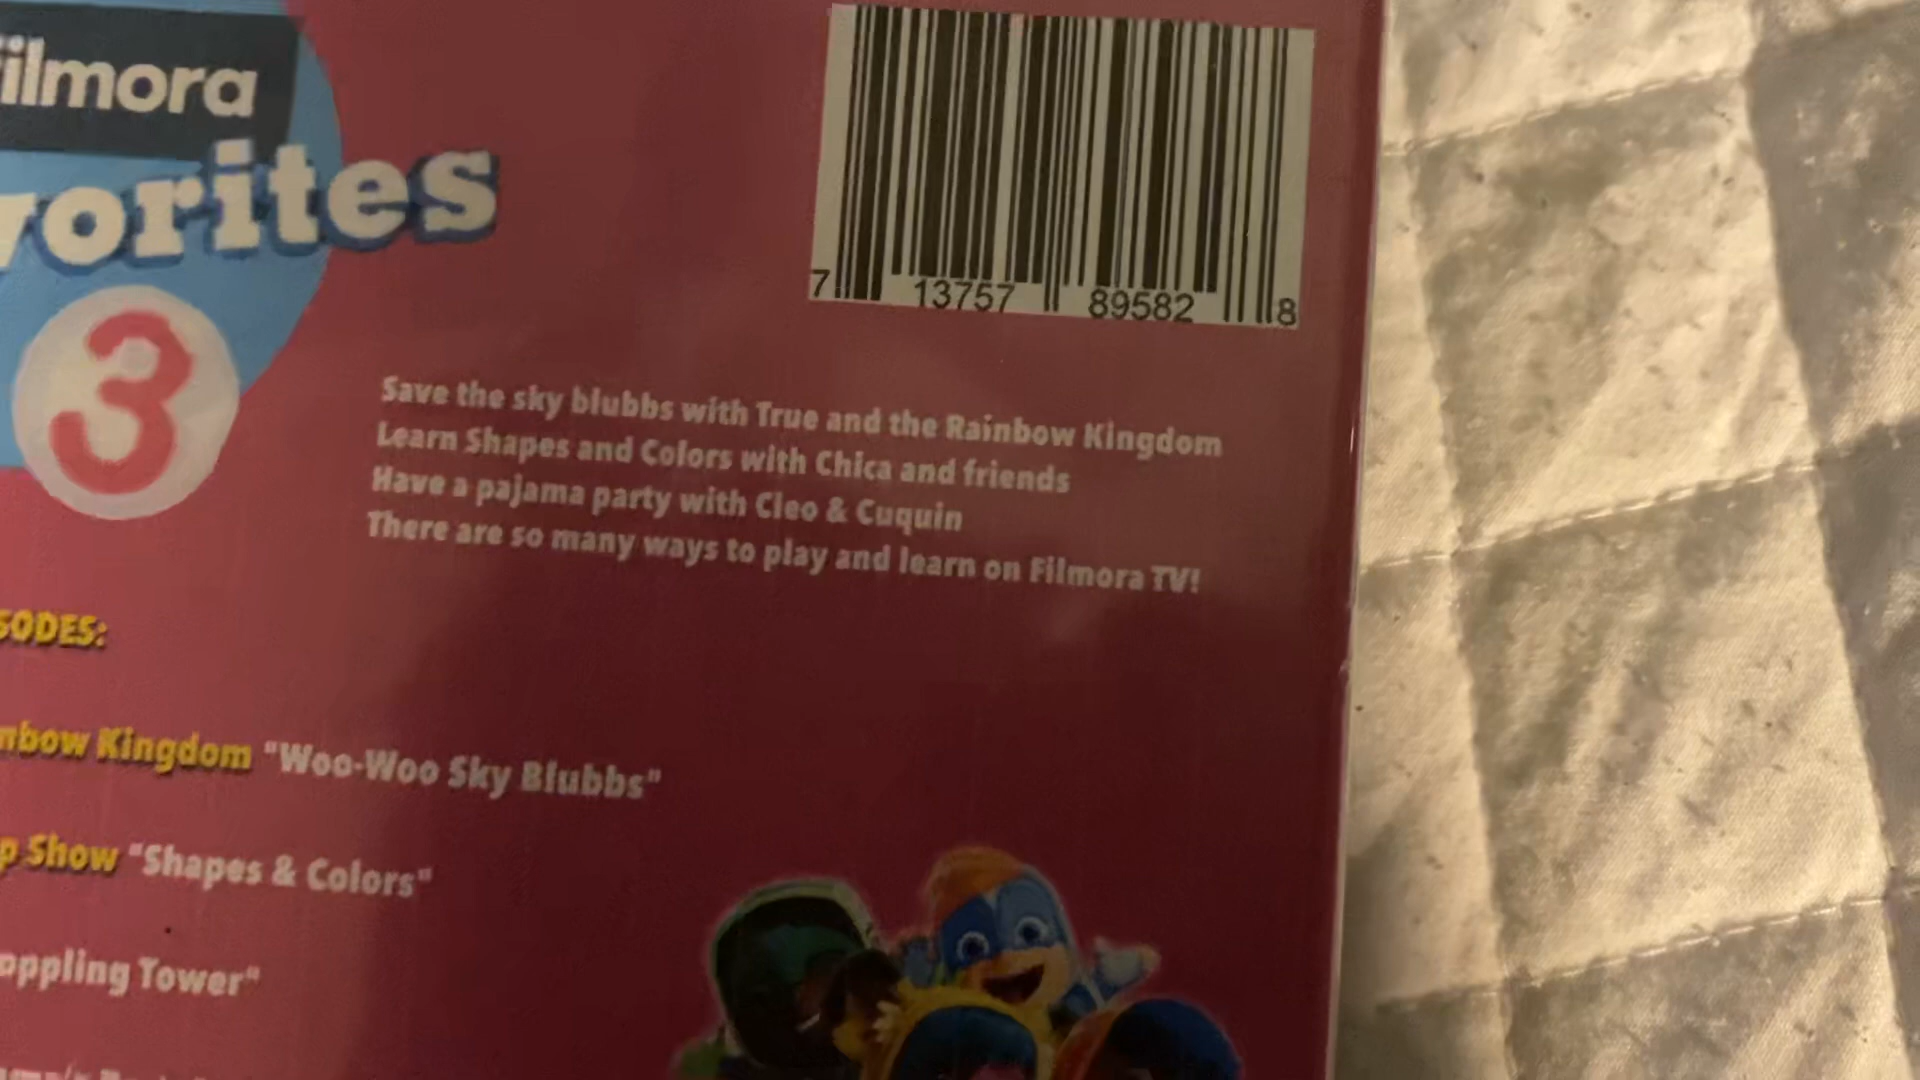 ilmora
vorites
3
7 13757 89582 8
Save the sky blubbs with True and the Rainbow Kingdom
Learn Shapes and Colors with Chica and friends
Have a pajama party with Cleo & Cuquin
There are so many ways to play and learn on Filmora TV!
SODES:
nbow Kingdom "Woo-Woo Sky Blubbs"
p Show "Shapes & Colors"
oppling Tower"